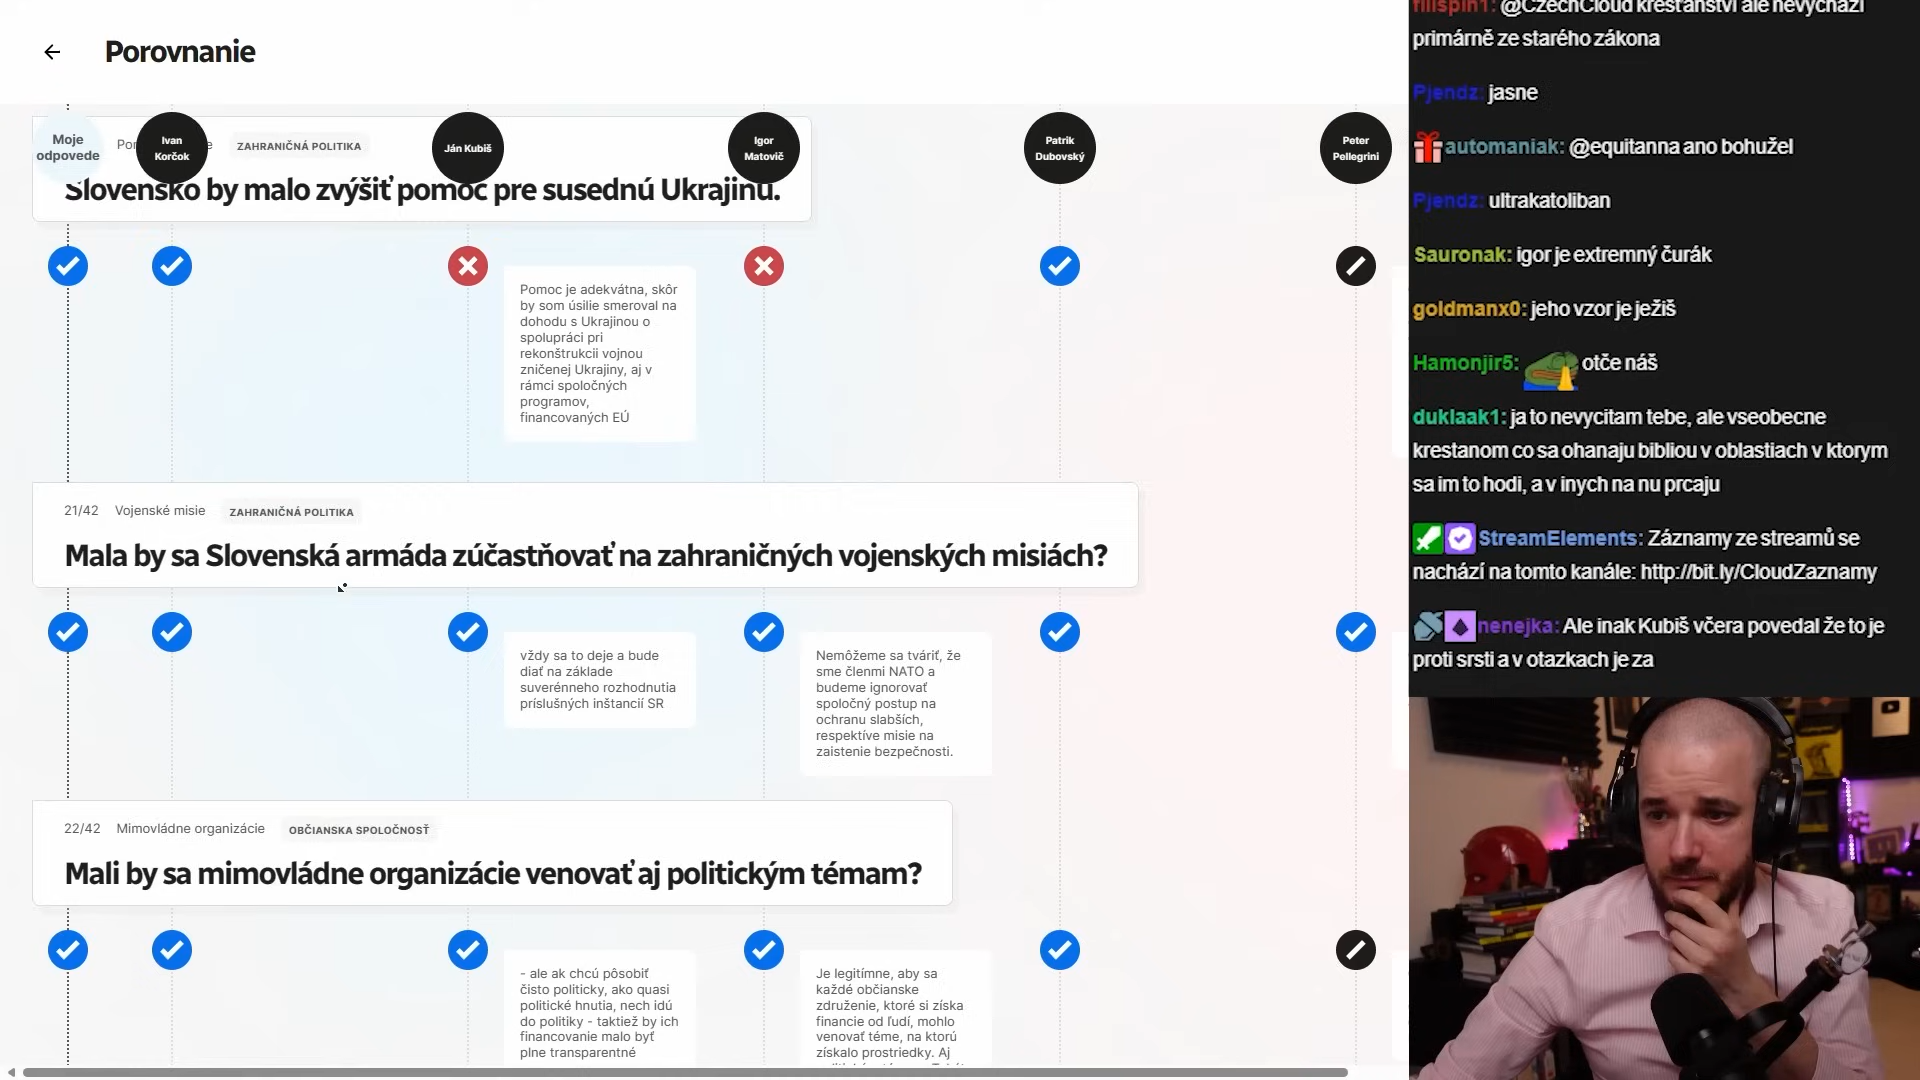 Porovnanie
Moje odpovede
Ivan Korčok
Ján Kubiš
Igor Matovič
Patrik Dubovský
Peter Pellegrini
ZAHRANIČNÁ POLITIKA
Slovensko by malo zvýšiť pomoc pre susednú Ukrajinu.
Pomoc je adekvátna, skôr
by som úsilie smeroval na
dohodu s Ukrajinou o
spolupráci pri
rekonštrukcii vojnou
zničenej Ukrajiny, aj v
rámci spoločných
programov,
financovaných EÚ
21/42 Vojenské misie ZAHRANIČNÁ POLITIKA
Mala by sa Slovenská armáda zúčastňovať na zahraničných vojenských misiách?
vždy sa to deje a bude
diať na základe
suverénneho rozhodnutia
príslušných inštancií SR
Nemôžeme sa tváriť, že
sme členmi NATO a
budeme ignorovať
spoločný postup na
ochranu slabších,
respektíve misie na
zaistenie bezpečnosti.
22/42 Mimovládne organizácie OBČIANSKA SPOLOČNOSŤ
Mali by sa mimovládne organizácie venovať aj politickým témam?
- ale ak chcú pôsobiť
čisto politicky, ako quasi
politické hnutia, nech idú
do politiky - taktiež by ich
financovanie malo byť
plne transparentné
Je legitímne, aby sa
každé občianske
združenie, ktoré si získa
financie od ľudí, mohlo
venovať téme, na ktorú
získalo prostriedky. Aj
filispin1: @CzechCloud křesťanství ale nevychází
primárně ze starého zákona
Pjendz: jasne
automaniak: @equitanna ano bohužel
Pjendz: ultrakatoliban
Sauronak: igor je extremný čurák
goldmanx0: jeho vzor je ježiš
Hamonjir5: otče náš
duklaak1: ja to nevycitam tebe, ale vseobecne
krestanom co sa ohanaju bibliou v oblastiach v ktorym
sa im to hodi, a v inych na nu prcaju
StreamElements: Záznamy ze streamů se
nachází na tomto kanále: http://bit.ly/CloudZaznamy
nenejka: Ale inak Kubiš včera povedal že to je
proti srsti a v otazkach je za